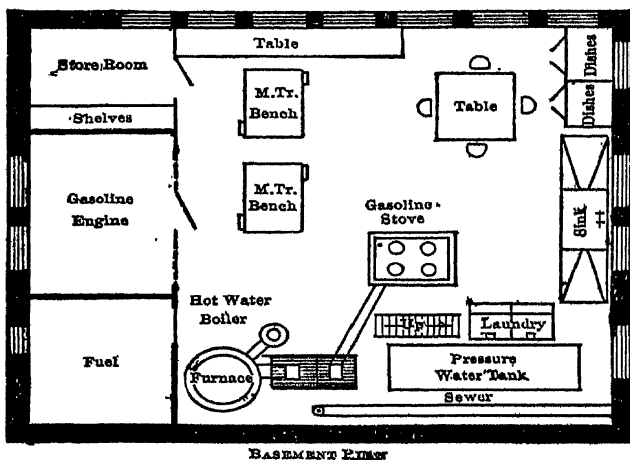 Store Room
Shelves
Table
M.Tr.
Bench
M.Tr.
Bench
Table
Dishes
Dishes
Sink
Gasoline
Engine
Gasoline
Stove
Hot Water
Boiler
Up
Laundry
Fuel
Furnace
Pressure
Water Tank
Sewer
BASEMENT PLAN